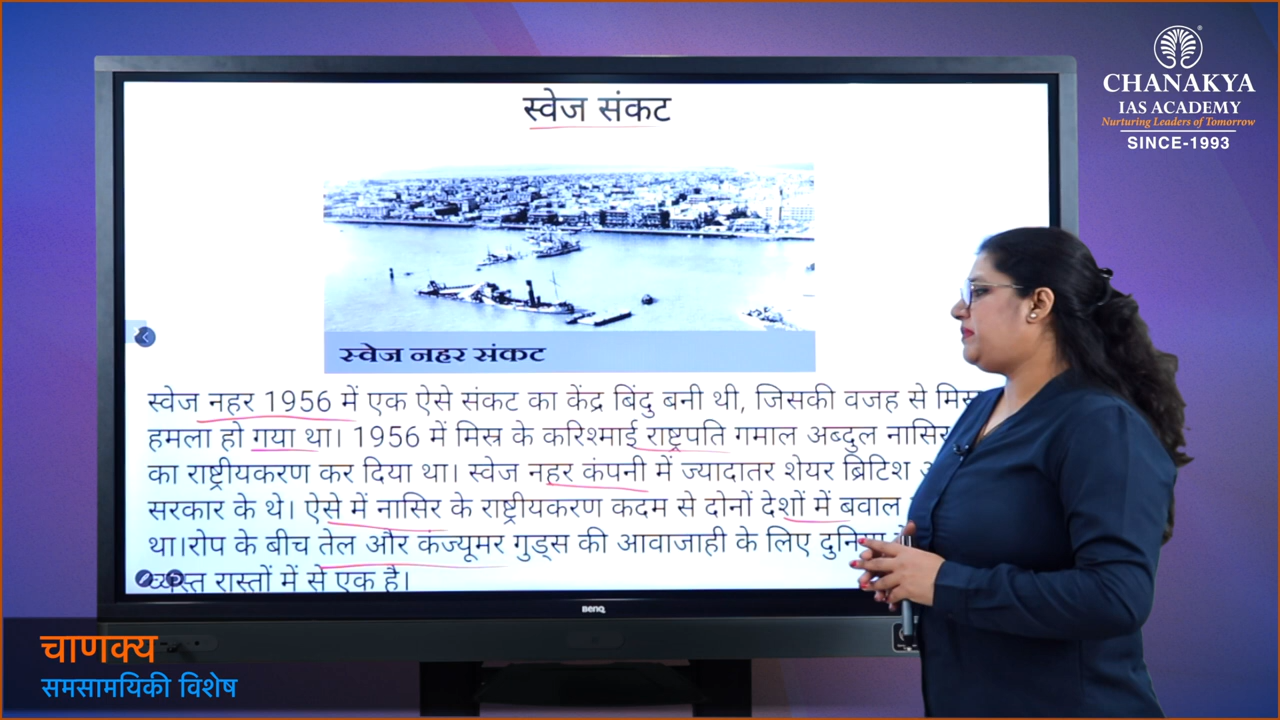 स्वेज संकट
CHANAKYA
IAS ACADEMY
Nurturing Leaders of Tomorrow
SINCE-1993
स्वेज नहर संकट
स्वेज नहर 1956 में एक ऐसे संकट का केंद्र बिंदु बनी थी, जिसकी वजह से
हमला हो गया था। 1956 में मिस्र के करिश्माई राष्ट्रपति गमाल अब्दुल नासिर
का राष्ट्रीयकरण कर दिया था। स्वेज नहर कंपनी में ज्यादातर शेयर ब्रिटिश
सरकार के थे। ऐसे में नासिर के राष्ट्रीयकरण कदम से दोनों देशों में बवाल
था।रोप के बीच तेल और कंज्यूमर गुड्स की आवाजाही के लिए
व्यस्त रास्तों में से एक है।
BenQ
चाणक्य
समसामयिकी विशेष